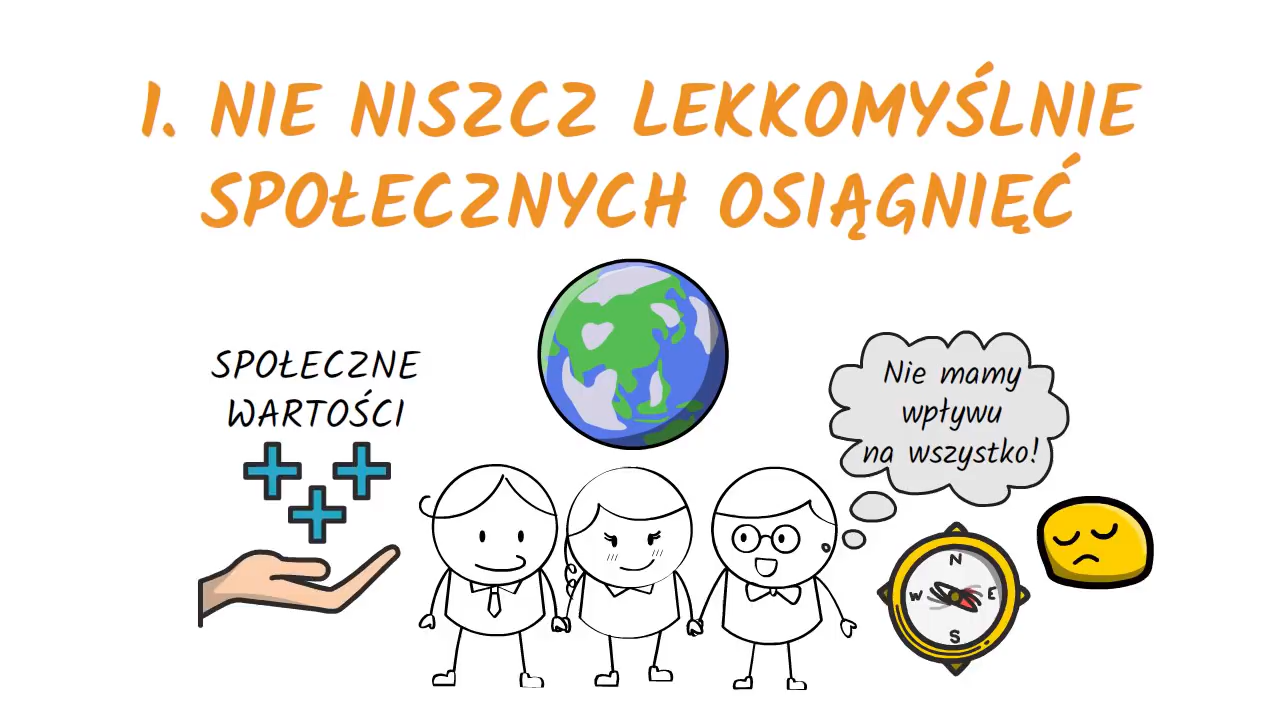 1. NIE NISZCZ LEKKOMYŚLNIE
SPOŁECZNYCH OSIĄGNIĘĆ
SPOŁECZNE
WARTOŚCI
Nie mamy
wpływu
na wszystko!
N
W E
S